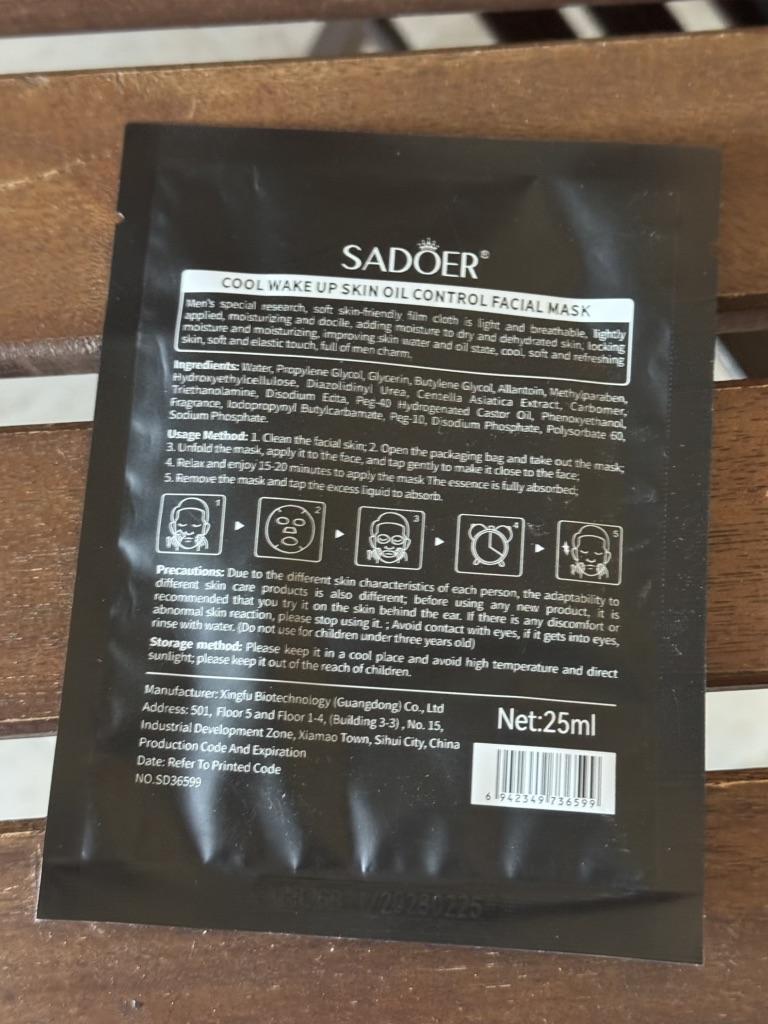 SADOER®
COOL WAKE UP SKIN OIL CONTROL FACIAL MASK
Men's special research, soft skin-friendly, film cloth is light and breathable, lightly
applied, moisturizing and docile, adding moisture to dry and dehydrated skin, locking
moisture and moisturizing, improving skin water and oil state, cool, soft and refreshing
skin, soft and elastic touch, full of men charm.
Ingredients: Water, Propylene Glycol, Glycerin, Butylene Glycol, Allantoin, Methylparaben,
Hydroxyethylcellulose, Diazolidinyl Urea, Centella Asiatica Extract, Carbomer,
Triethanolamine, Disodium Edta, Peg-40 Hydrogenated Castor Oil, Phenoxyethanol,
Fragrance, Iodopropynyl Butylcarbamate, Peg-10, Disodium Phosphate, Polysorbate 60,
Sodium Phosphate.
Usage Method: 1. Clean the facial skin; 2. Open the packaging bag and take out the mask;
3. Unfold the mask, apply it to the face, and tap gently to make it close to the face;
4. Relax and enjoy 15-20 minutes to apply the mask The essence is fully absorbed;
5. Remove the mask and tap the excess liquid to absorb.
1 2 3 4 5
Precautions: Due to the different skin characteristics of each person, the adaptability to
different skin care products is also different; before using any new product, it is
recommended that you try it on the skin behind the ear. If there is any discomfort or
abnormal skin reaction, please stop using it. ; Avoid contact with eyes, if it gets into eyes,
rinse with water. (Do not use for children under three years old)
Storage method: Please keep it in a cool place and avoid high temperature and direct
sunlight; please keep it out of the reach of children.
Manufacturer: Xingfu Biotechnology (Guangdong) Co., Ltd
Address: 501, Floor 5 and Floor 1-4, (Building 3-3) , No. 15,
Industrial Development Zone, Xiamao Town, Sihui City, China
Production Code And Expiration
Date: Refer To Printed Code
NO.SD36599
Net:25ml
6 942349 736599